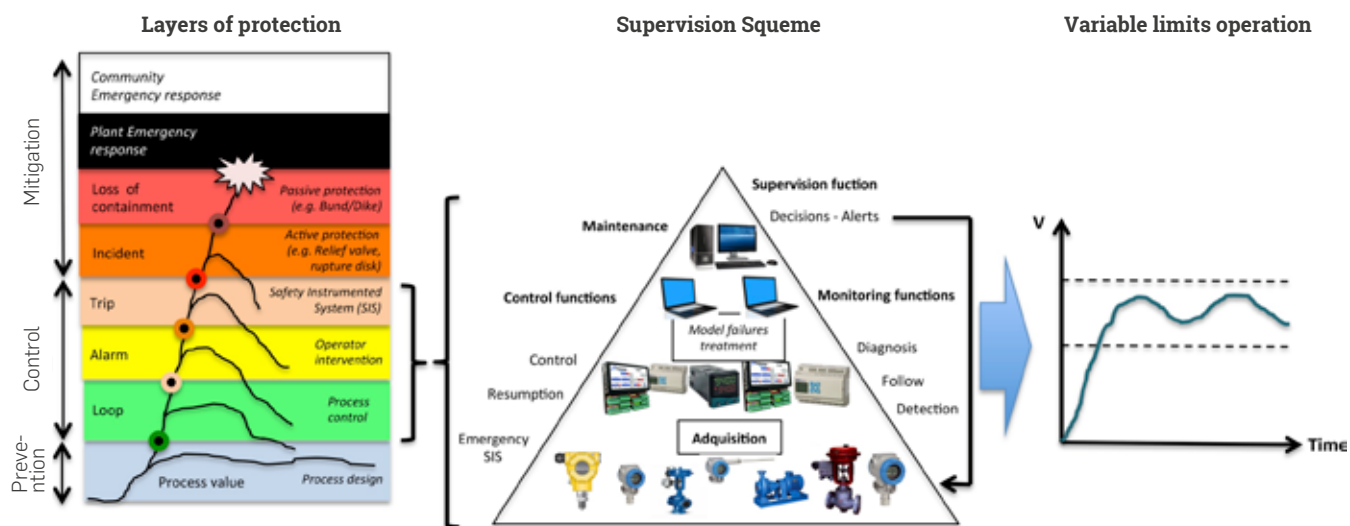 Layers of protection
Supervision Squeme
Variable limits operation
Mitigation
Control
Preve-
ntion
Community
Emergency response
Plant Emergency
response
Loss of
containment
Passive protection
(e.g. Bund/Dike)
Incident
Active protection
(e.g. Relief valve,
rupture disk)
Trip
Safety Instrumented
System (SIS)
Alarm
Operator
intervention
Loop
Process
control
Process value
Process design
Supervision fuction
Decisions - Alerts
Maintenance
Control functions
Monitoring functions
Model failures
treatment
Control
Diagnosis
Resumption
Follow
Detection
Emergency
SIS
Adquisition
V
Time